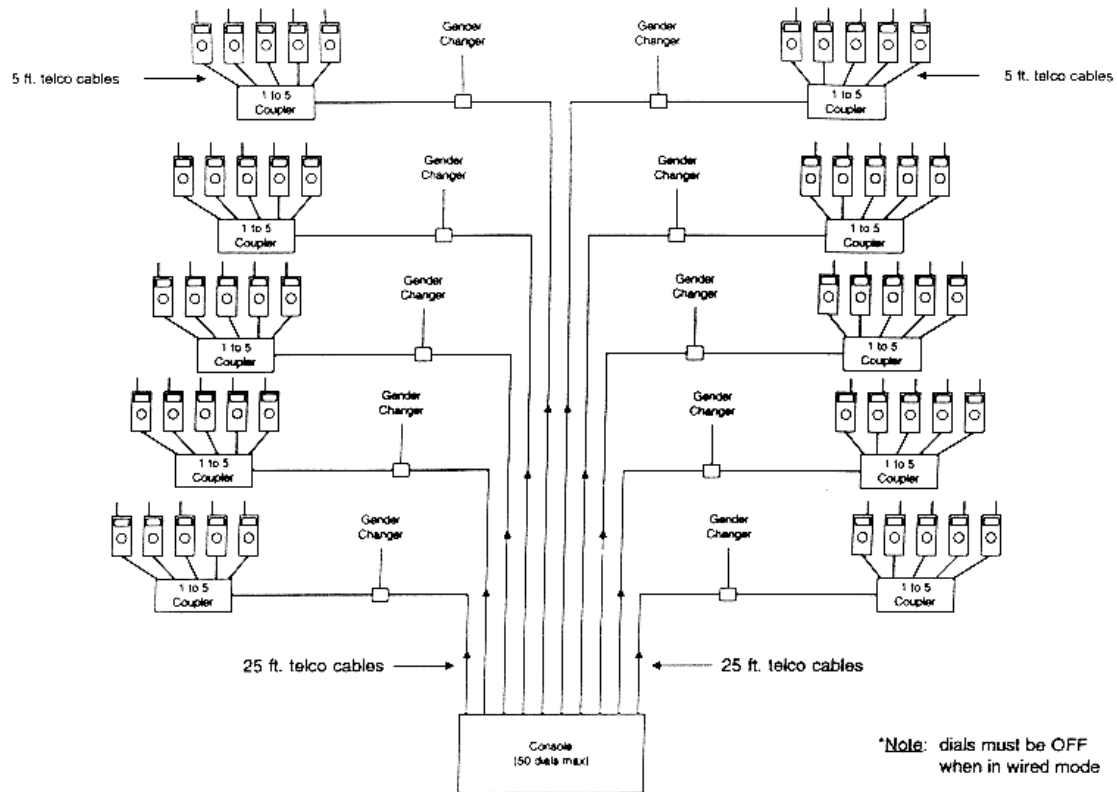 Gender
Changer
Gender
Changer
5 ft. telco cables
5 ft. telco cables
1 to 5
Coupler
1 to 5
Coupler
Gender
Changer
Gender
Changer
1 to 5
Coupler
1 to 5
Coupler
Gender
Changer
Gender
Changer
1 to 5
Coupler
1 to 5
Coupler
Gender
Changer
Gender
Changer
1 to 5
Coupler
1 to 5
Coupler
Gender
Changer
Gender
Changer
1 to 5
Coupler
1 to 5
Coupler
25 ft. telco cables
25 ft. telco cables
Console
(50 dials max)
*Note: dials must be OFF
when in wired mode